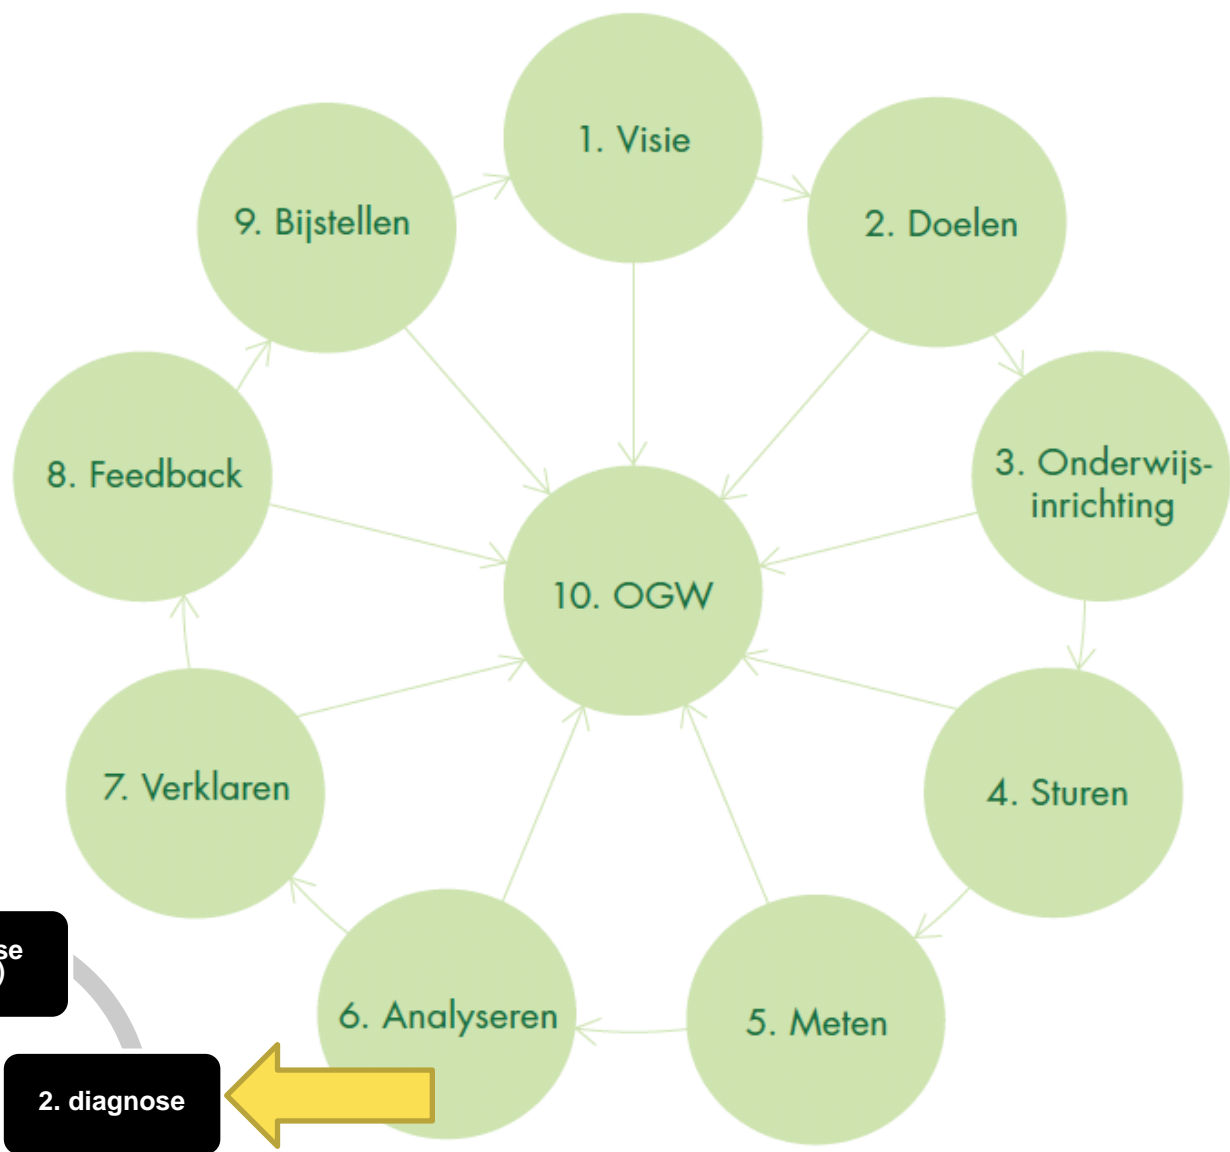 1. Visie
2. Doelen
3. Onderwijs-
inrichting
4. Sturen
5. Meten
6. Analyseren
7. Verklaren
8. Feedback
9. Bijstellen
10. OGW
2. diagnose